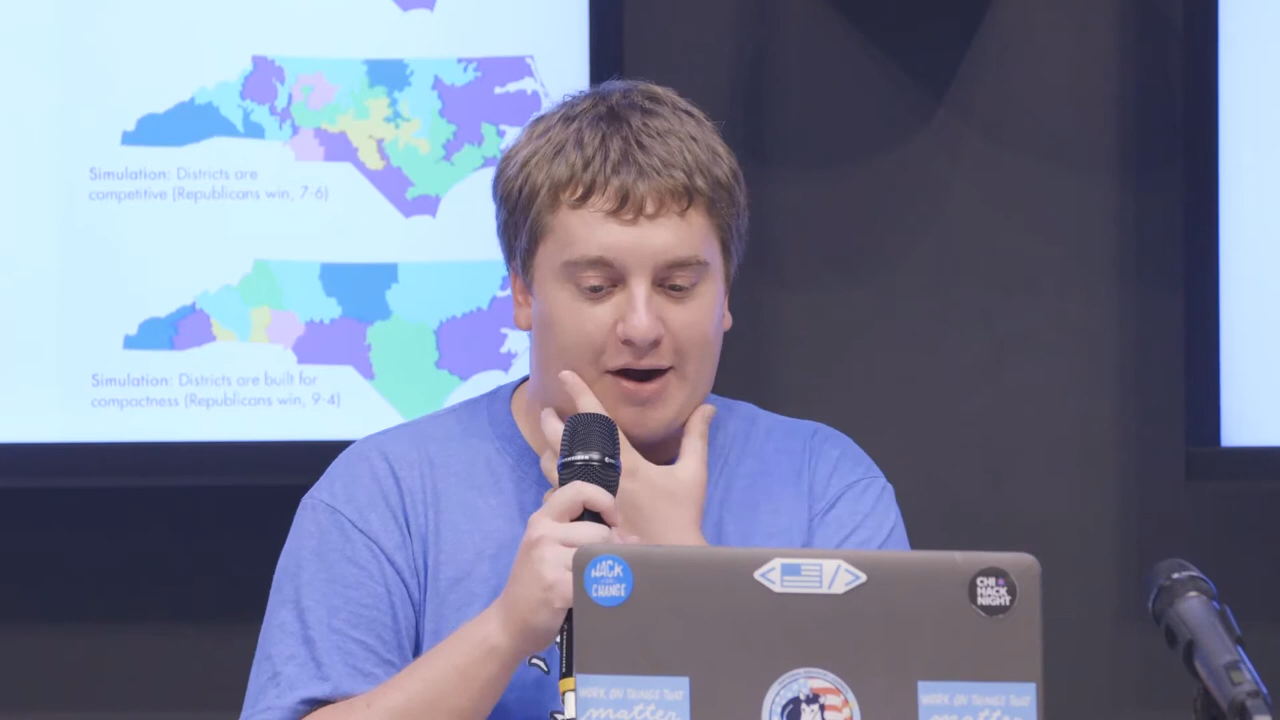 Simulation: Districts are
competitive (Republicans win, 7-6)
Simulation: Districts are built for
compactness (Republicans win, 9-4)
HACK
CHANGE
< />
CHI
HACK
NIGHT
WORK ON THINGS THAT
matter
WORK ON THINGS THAT
matter